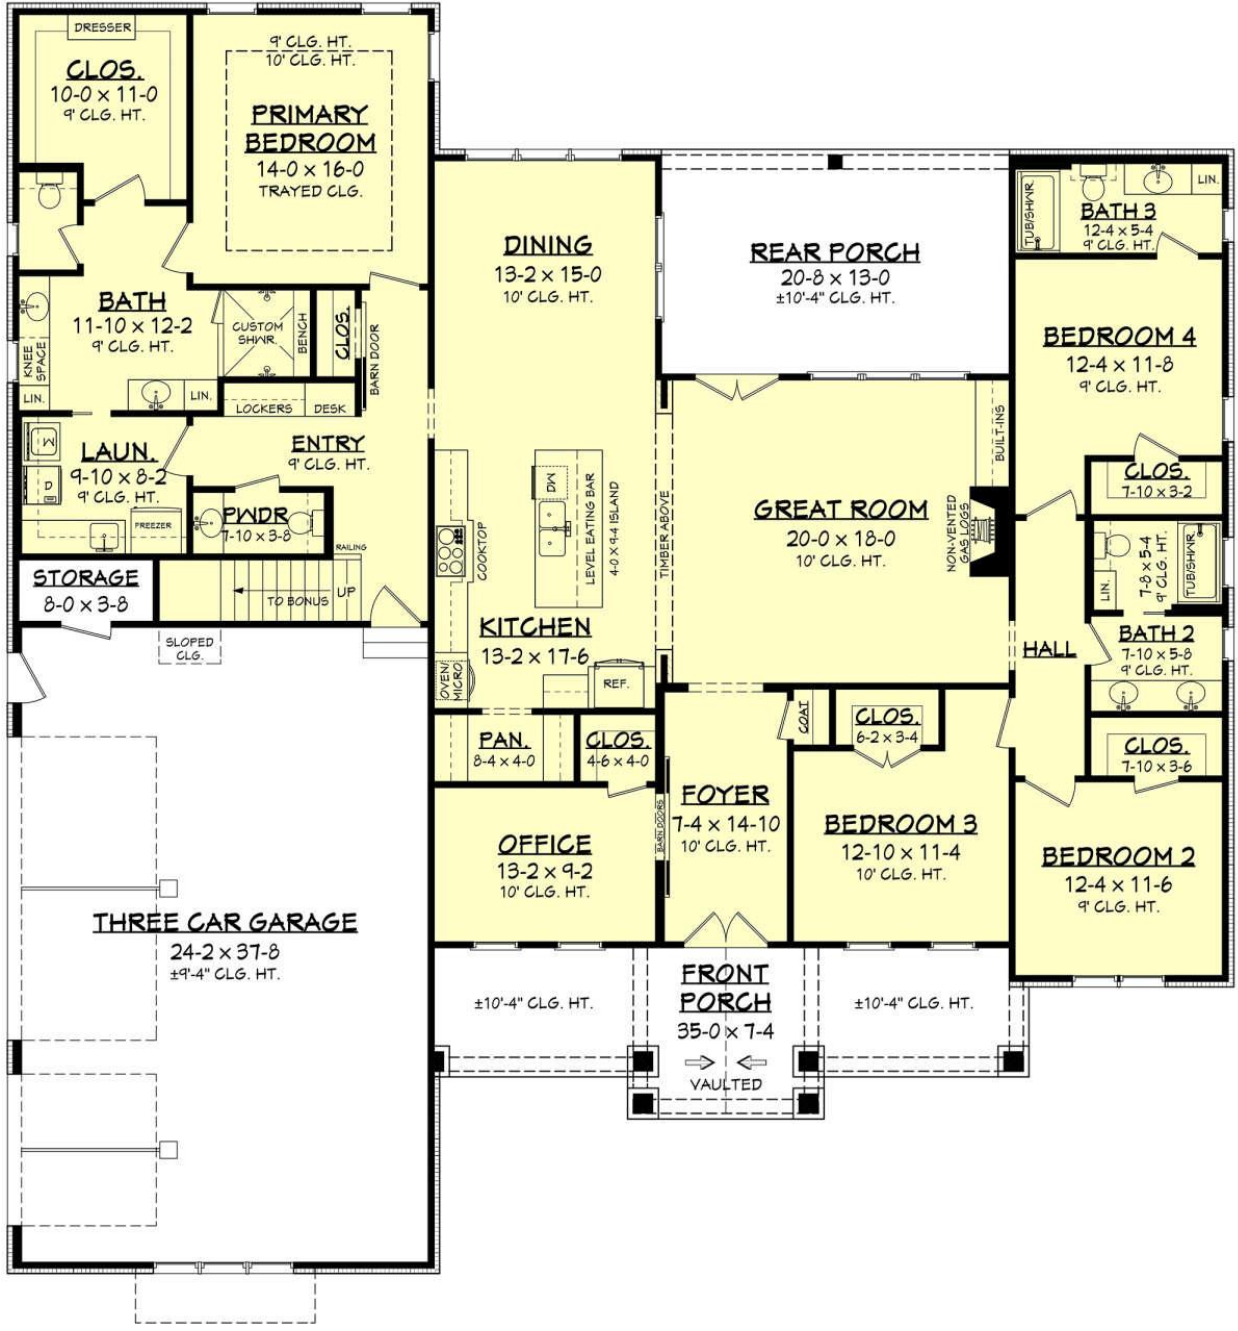 DRESSER
CLOS.
10-0 x 11-0
9' CLG. HT.
9' CLG. HT.
10' CLG. HT.
PRIMARY
BEDROOM
14-0 x 16-0
TRAYED CLG.
BATH
11-10 x 12-2
9' CLG. HT.
KNEE
SPACE
LIN.
LIN.
CUSTOM
SHWR.
BENCH
CLOS.
BARN DOOR
LOCKERS
DESK
ENTRY
9' CLG. HT.
LAUN.
9-10 x 8-2
9' CLG. HT.
W
D
FREEZER
PWDR
7-10 x 3-8
RAILING
STORAGE
8-0 x 3-8
TO BONUS
UP
SLOPED
CLG.
THREE CAR GARAGE
24-2 x 37-8
±9'-4" CLG. HT.
DINING
13-2 x 15-0
10' CLG. HT.
DW
LEVEL EATING BAR
4-0 x 9-4 ISLAND
COOKTOP
KITCHEN
13-2 x 17-6
OVEN/
MICRO
REF.
TIMBER ABOVE
PAN.
8-4 x 4-0
CLOS.
4-6 x 4-0
OFFICE
13-2 x 9-2
10' CLG. HT.
BARN DOORS
REAR PORCH
20-8 x 13-0
±10'-4" CLG. HT.
GREAT ROOM
20-0 x 18-0
10' CLG. HT.
BUILT-INS
NON-VENTED
GAS LOGS
COAT
FOYER
7-4 x 14-10
10' CLG. HT.
CLOS.
6-2 x 3-4
BEDROOM 3
12-10 x 11-4
10' CLG. HT.
TUB/SHWR.
LIN.
BATH 3
12-4 x 5-4
9' CLG. HT.
BEDROOM 4
12-4 x 11-8
9' CLG. HT.
CLOS.
7-10 x 3-2
LIN.
7-8 x 5-4
9' CLG. HT.
TUB/SHWR.
HALL
BATH 2
7-10 x 5-8
9' CLG. HT.
CLOS.
7-10 x 3-6
BEDROOM 2
12-4 x 11-6
9' CLG. HT.
±10'-4" CLG. HT.
FRONT
PORCH
35-0 x 7-4
VAULTED
±10'-4" CLG. HT.